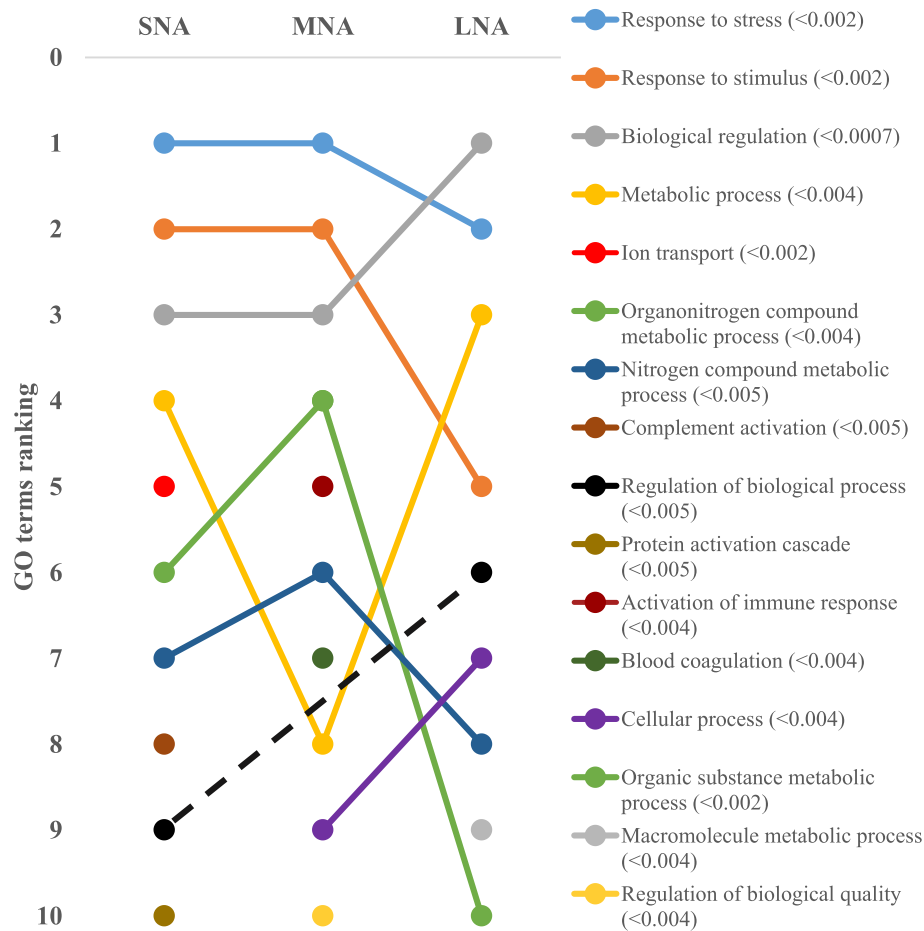 SNA MNA LNA
0
1
2
3
4
5
6
7
8
9
10
GO terms ranking
Response to stress (<0.002)
Response to stimulus (<0.002)
Biological regulation (<0.0007)
Metabolic process (<0.004)
Ion transport (<0.002)
Organonitrogen compound
metabolic process (<0.004)
Nitrogen compound metabolic
process (<0.005)
Complement activation (<0.005)
Regulation of biological process
(<0.005)
Protein activation cascade
(<0.005)
Activation of immune response
(<0.004)
Blood coagulation (<0.004)
Cellular process (<0.004)
Organic substance metabolic
process (<0.002)
Macromolecule metabolic process
(<0.004)
Regulation of biological quality
(<0.004)